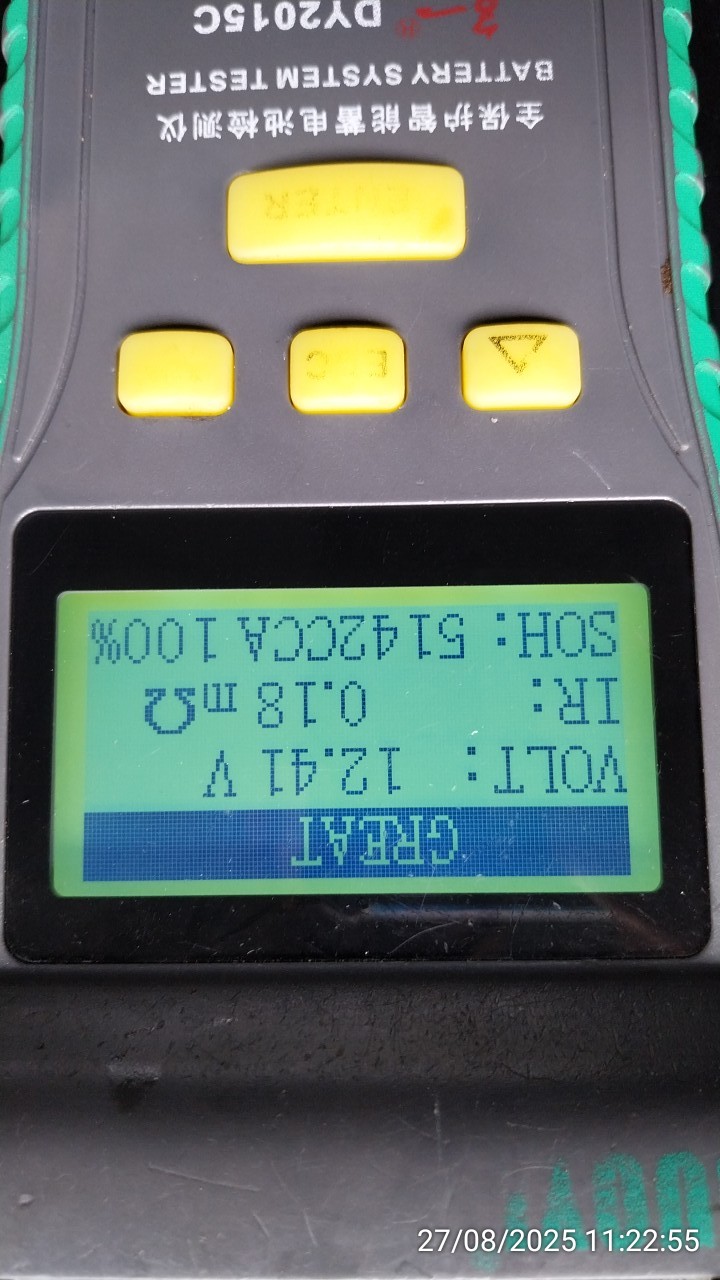 GREAT
VOLT: 12.41 V
IR: 0.18 mΩ
SOH: 5142CCA 100%
ENTER
全保护智能蓄电池检测仪
BATTERY SYSTEM TESTER
DY2015C
27/08/2025 11:22:55